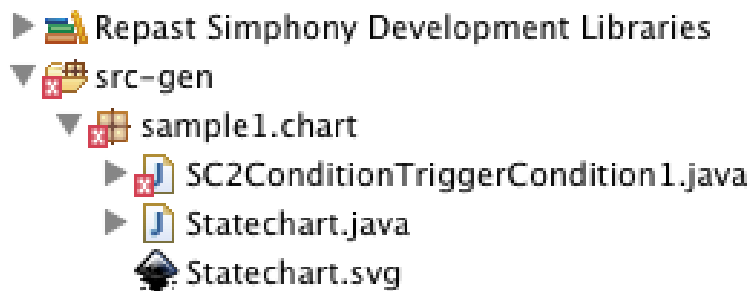 Repast Simphony Development Libraries
src-gen
sample1.chart
SC2ConditionTriggerCondition1.java
Statechart.java
Statechart.svg